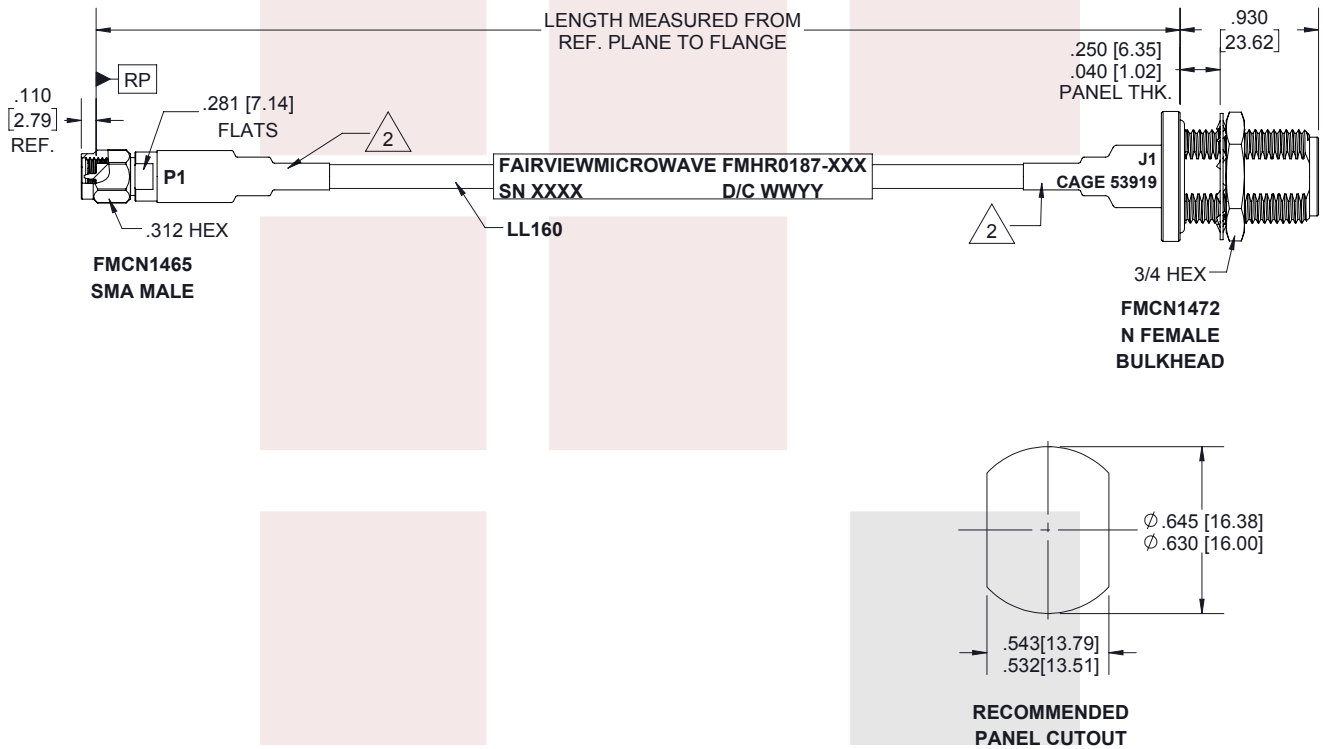 LENGTH MEASURED FROM
REF. PLANE TO FLANGE
.930
[23.62]
.250 [6.35]
.040 [1.02]
PANEL THK.
RP
.110
[2.79]
REF.
.281 [7.14]
FLATS
2
P1
FAIRVIEWMICROWAVE FMHR0187-XXX
SN XXXX D/C WWYY
J1
CAGE 53919
.312 HEX
LL160
2
3/4 HEX
FMCN1465
SMA MALE
FMCN1472
N FEMALE
BULKHEAD
∅.645 [16.38]
∅.630 [16.00]
.543[13.79]
.532[13.51]
RECOMMENDED
PANEL CUTOUT